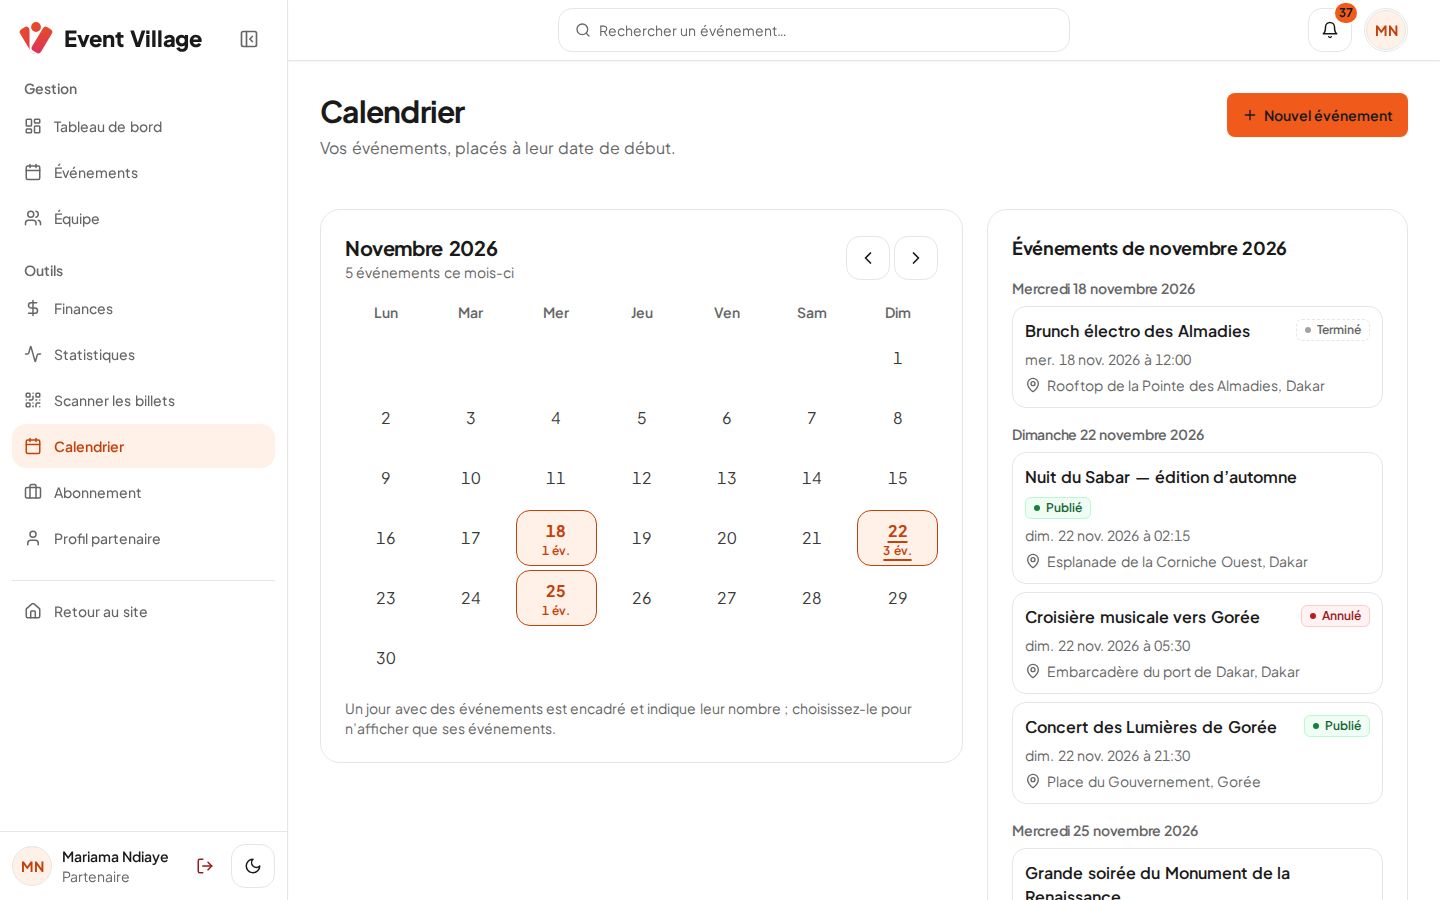 Event Village
Gestion
Tableau de bord
Événements
Équipe
Outils
Finances
Statistiques
Scanner les billets
Calendrier
Abonnement
Profil partenaire
Retour au site
MN
Mariama Ndiaye
Partenaire
Rechercher un événement…
37
MN
Calendrier
Vos événements, placés à leur date de début.
Nouvel événement
Novembre 2026
5 événements ce mois-ci
Lun Mar Mer Jeu Ven Sam Dim
1
2 3 4 5 6 7 8
9 10 11 12 13 14 15
16 17 18 19 20 21 22
1 év. 3 év.
23 24 25 26 27 28 29
1 év.
30
Un jour avec des événements est encadré et indique leur nombre ; choisissez-le pour
n’afficher que ses événements.
Événements de novembre 2026
Mercredi 18 novembre 2026
Brunch électro des Almadies
Terminé
mer. 18 nov. 2026 à 12:00
Rooftop de la Pointe des Almadies, Dakar
Dimanche 22 novembre 2026
Nuit du Sabar — édition d’automne
Publié
dim. 22 nov. 2026 à 02:15
Esplanade de la Corniche Ouest, Dakar
Croisière musicale vers Gorée
Annulé
dim. 22 nov. 2026 à 05:30
Embarcadère du port de Dakar, Dakar
Concert des Lumières de Gorée
Publié
dim. 22 nov. 2026 à 21:30
Place du Gouvernement, Gorée
Mercredi 25 novembre 2026
Grande soirée du Monument de la
Renaissance